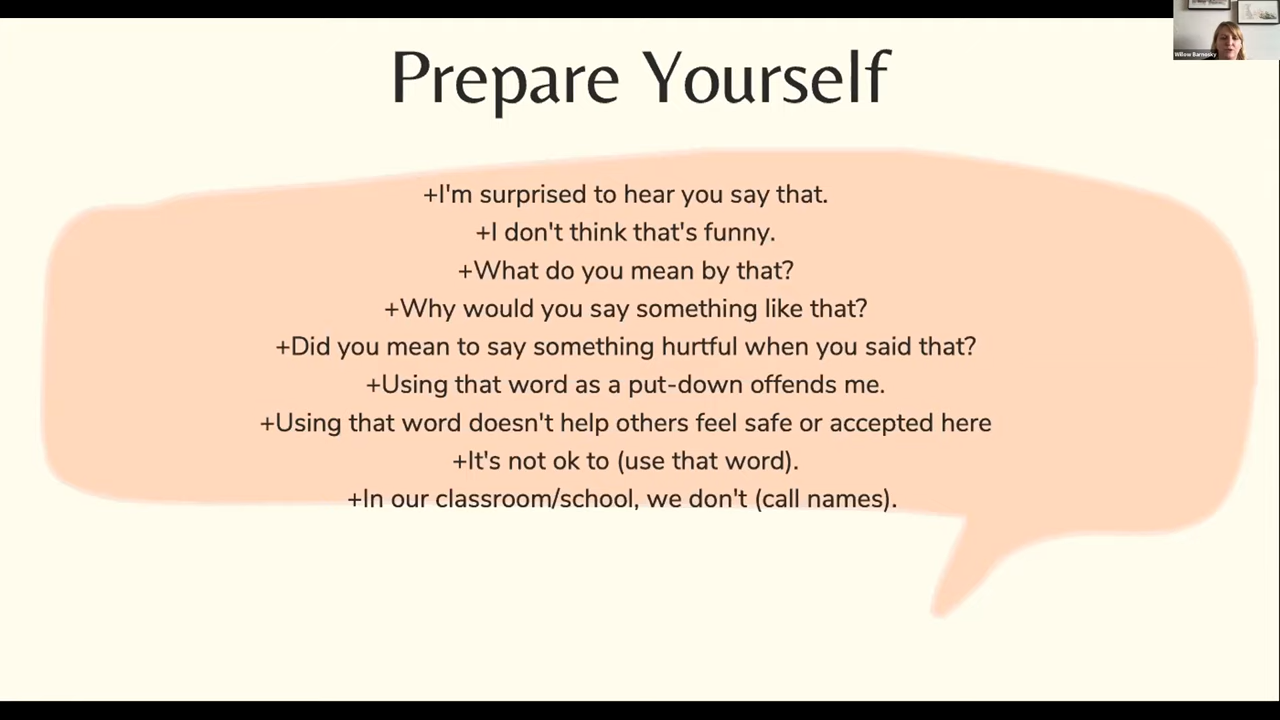 Willow Barnosky
Prepare Yourself
+I'm surprised to hear you say that.
+I don't think that's funny.
+What do you mean by that?
+Why would you say something like that?
+Did you mean to say something hurtful when you said that?
+Using that word as a put-down offends me.
+Using that word doesn't help others feel safe or accepted here
+It's not ok to (use that word).
+In our classroom/school, we don't (call names).